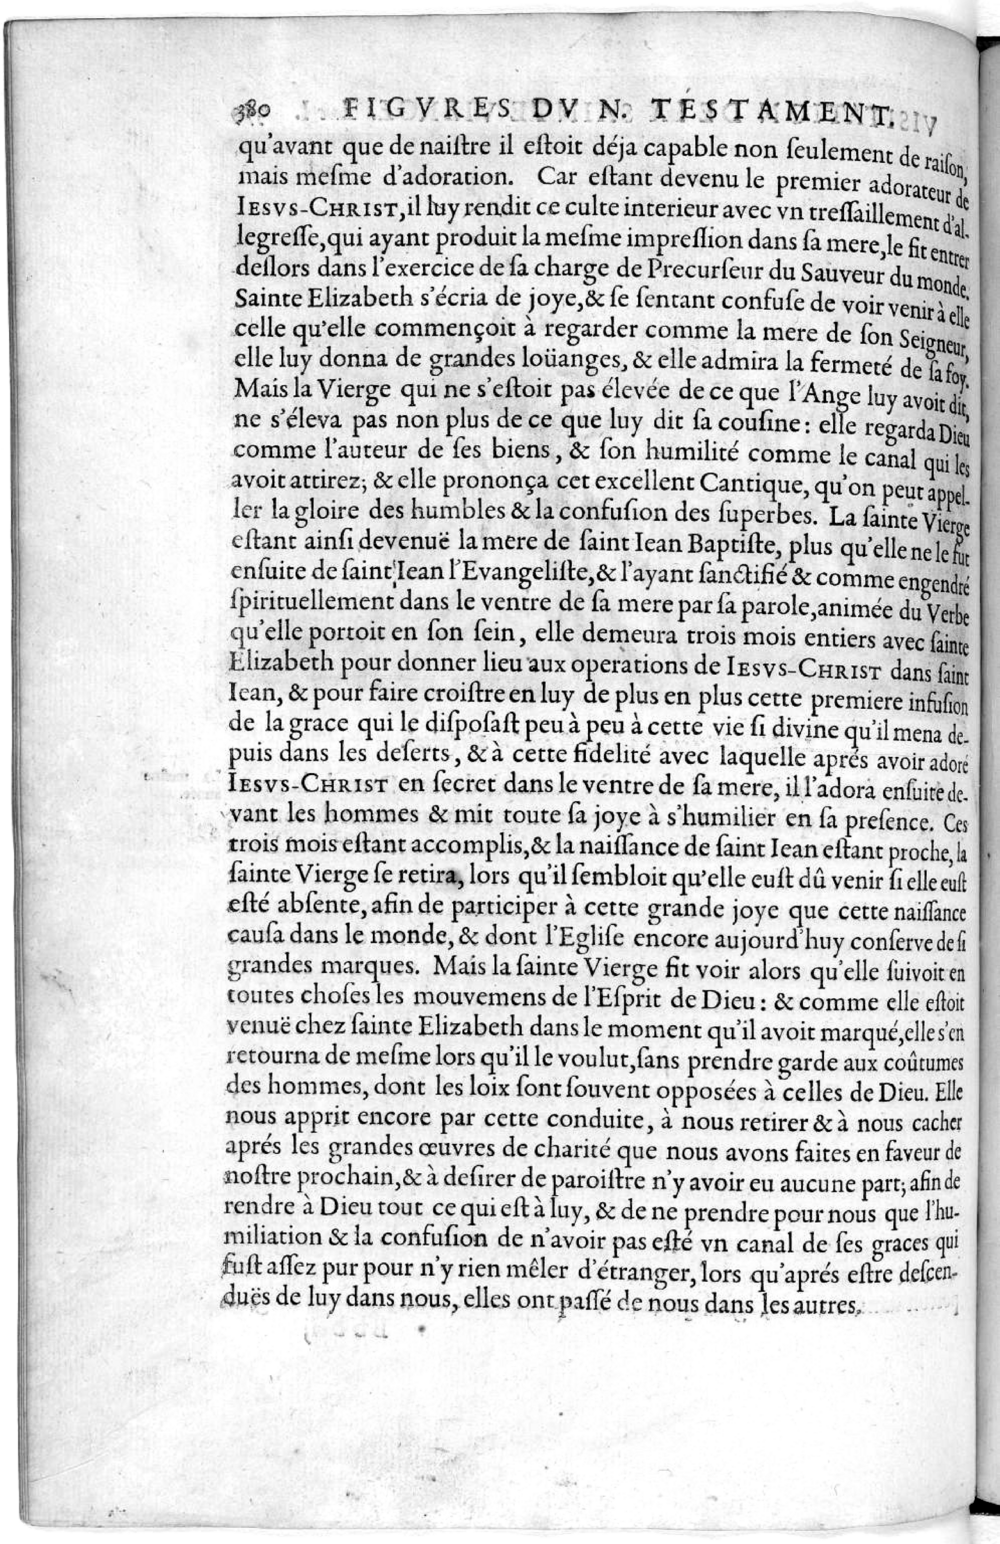 380 FIGVRES DV N. TESTAMENT.
qu'avant que de naiſtre il eſtoit déja capable non ſeulement de raiſon,
mais meſme d'adoration. Car eſtant devenu le premier adorateur de
IESVS-CHRIST, il luy rendit ce culte interieur avec vn treſſaillement d'al-
legreſſe, qui ayant produit la meſme impreſſion dans ſa mere, le fit entrer
deſlors dans l'exercice de ſa charge de Precurſeur du Sauveur du monde.
Sainte Elizabeth s'écria de joye, & ſe ſentant confuſe de voir venir à elle
celle qu'elle commençoit à regarder comme la mere de ſon Seigneur,
elle luy donna de grandes loüanges, & elle admira la fermeté de ſa foy.
Mais la Vierge qui ne s'eſtoit pas élevée de ce que l'Ange luy avoit dit,
ne s'éleva pas non plus de ce que luy dit ſa couſine: elle regarda Dieu
comme l'auteur de ſes biens, & ſon humilité comme le canal qui les
avoit attirez; & elle prononça cet excellent Cantique, qu'on peut appel-
ler la gloire des humbles & la confuſion des ſuperbes. La ſainte Vierge
eſtant ainſi devenuë la mere de ſaint Iean Baptiſte, plus qu'elle ne le fut
enſuite de ſaint Iean l'Evangeliſte, & l'ayant ſanctifié & comme engendré
ſpirituellement dans le ventre de ſa mere par ſa parole, animée du Verbe
qu'elle portoit en ſon ſein, elle demeura trois mois entiers avec ſainte
Elizabeth pour donner lieu aux operations de IESVS-CHRIST dans ſaint
Iean, & pour faire croiſtre en luy de plus en plus cette premiere infuſion
de la grace qui le diſpoſaſt peu à peu à cette vie ſi divine qu'il mena de-
puis dans les deſerts, & à cette fidelité avec laquelle aprés avoir adoré
IESVS-CHRIST en ſecret dans le ventre de ſa mere, il l'adora enſuite de-
vant les hommes & mit toute ſa joye à s'humilier en ſa preſence. Ces
trois mois eſtant accomplis, & la naiſſance de ſaint Iean eſtant proche, la
ſainte Vierge ſe retira, lors qu'il ſembloit qu'elle euſt dû venir ſi elle euſt
eſté abſente, afin de participer à cette grande joye que cette naiſſance
cauſa dans le monde, & dont l'Egliſe encore aujourd'huy conſerve de ſi
grandes marques. Mais la ſainte Vierge fit voir alors qu'elle ſuivoit en
toutes choſes les mouvemens de l'Eſprit de Dieu: & comme elle eſtoit
venuë chez ſainte Elizabeth dans le moment qu'il avoit marqué, elle s'en
retourna de meſme lors qu'il le voulut, ſans prendre garde aux coûtumes
des hommes, dont les loix ſont ſouvent oppoſées à celles de Dieu. Elle
nous apprit encore par cette conduite, à nous retirer & à nous cacher
aprés les grandes œuvres de charité que nous avons faites en faveur de
noſtre prochain, & à deſirer de paroiſtre n'y avoir eu aucune part; afin de
rendre à Dieu tout ce qui eſt à luy, & de ne prendre pour nous que l'hu-
miliation & la confuſion de n'avoir pas eſté vn canal de ſes graces qui
fuſt aſſez pur pour n'y rien mêler d'étranger, lors qu'aprés eſtre deſcen-
duës de luy dans nous, elles ont paſſé de nous dans les autres.